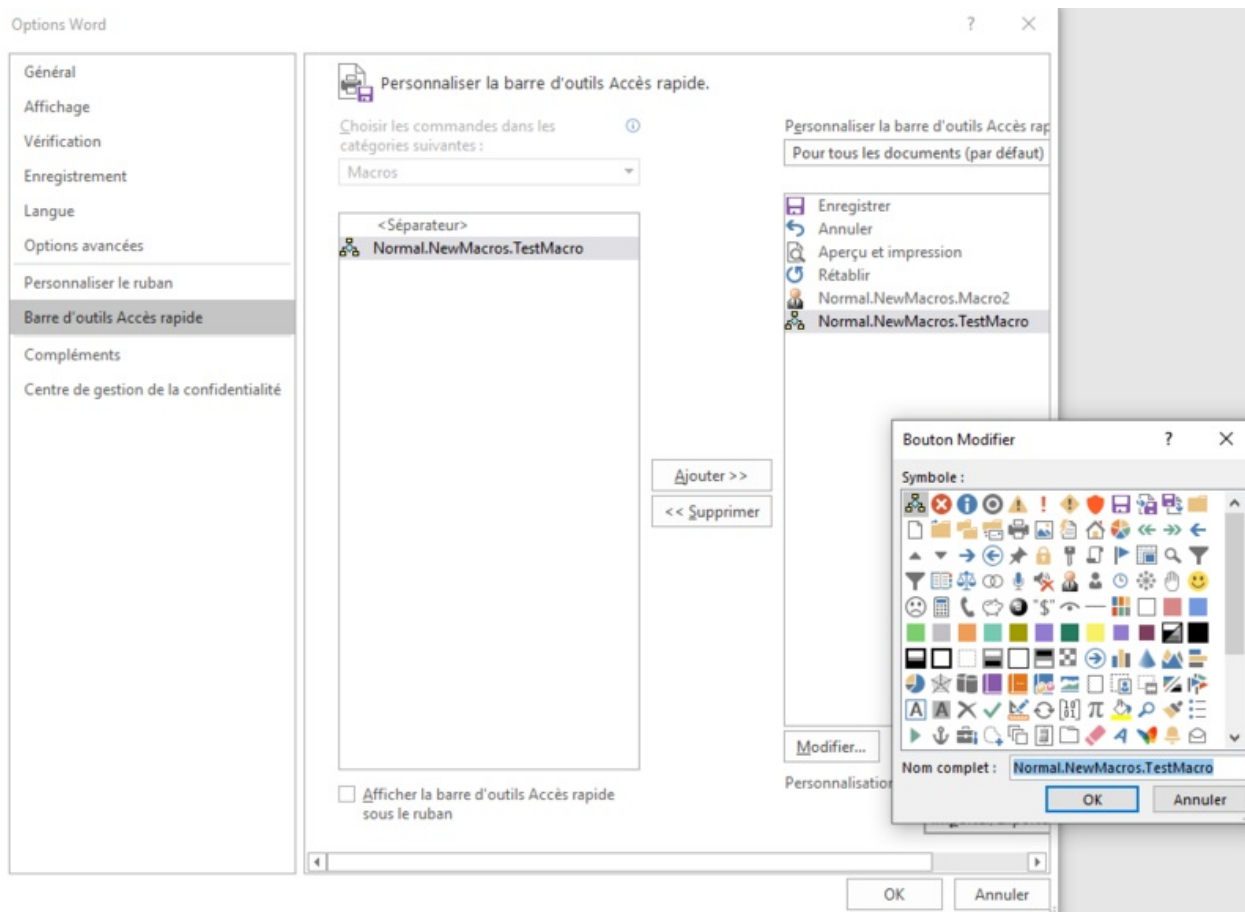 Options Word
?
Général
Affichage
Vérification
Enregistrement
Langue
Options avancées
Personnaliser le ruban
Barre d'outils Accès rapide
Compléments
Centre de gestion de la confidentialité
Personnaliser la barre d'outils Accès rapide.
Choisir les commandes dans les
catégories suivantes :
Macros
<Séparateur>
Normal.NewMacros.TestMacro
Ajouter >>
<< Supprimer
Afficher la barre d'outils Accès rapide
sous le ruban
Personnaliser la barre d'outils Accès rap
Pour tous les documents (par défaut)
Enregistrer
Annuler
Aperçu et impression
Rétablir
Normal.NewMacros.Macro2
Normal.NewMacros.TestMacro
Modifier...
Personnalisation
Bouton Modifier
?
Symbole :
Nom complet :
Normal.NewMacros.TestMacro
OK
Annuler
OK
Annuler